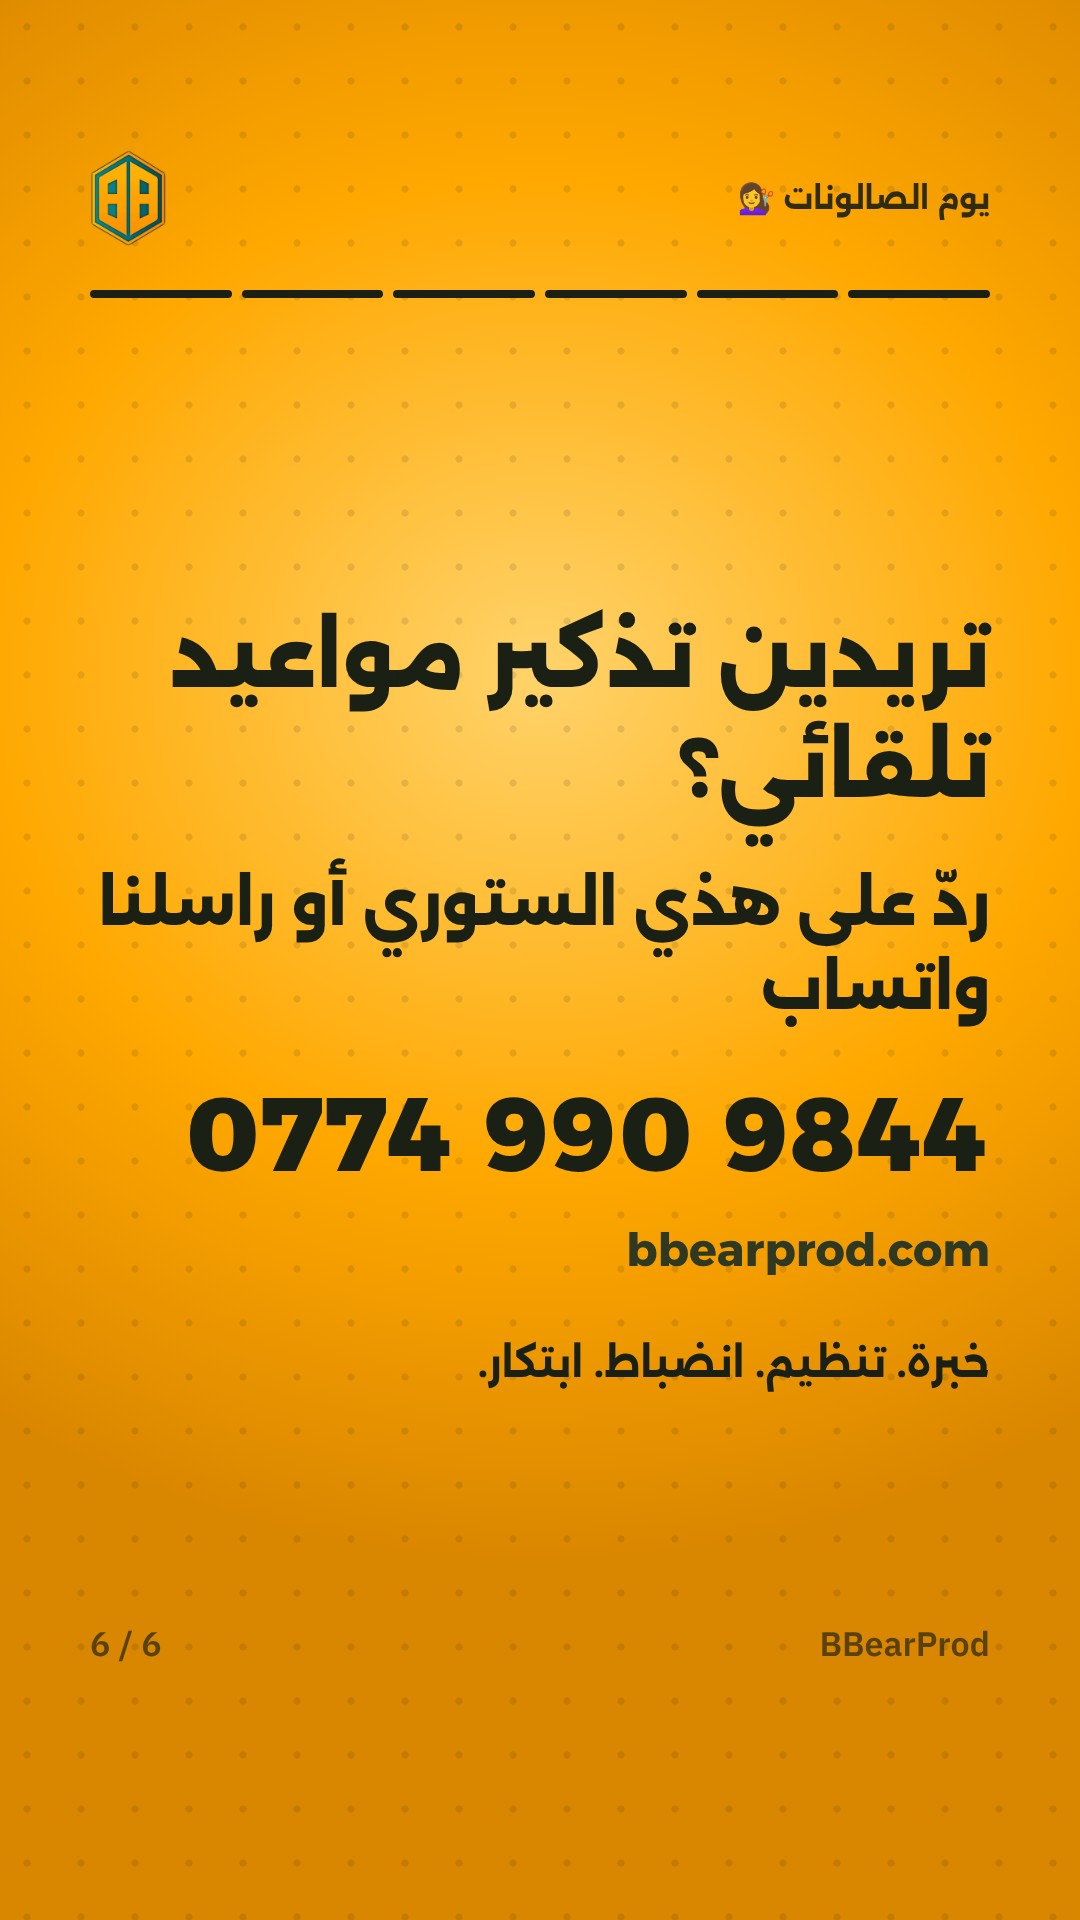 يوم الصالونات 💇‍♀️
تريدين تذكير مواعيد
تلقائي؟
ردّ على هذي الستوري أو راسلنا
واتساب
0774 990 9844
bbearprod.com
خبرة. تنظيم. انضباط. ابتكار.
BBearProd
6 / 6